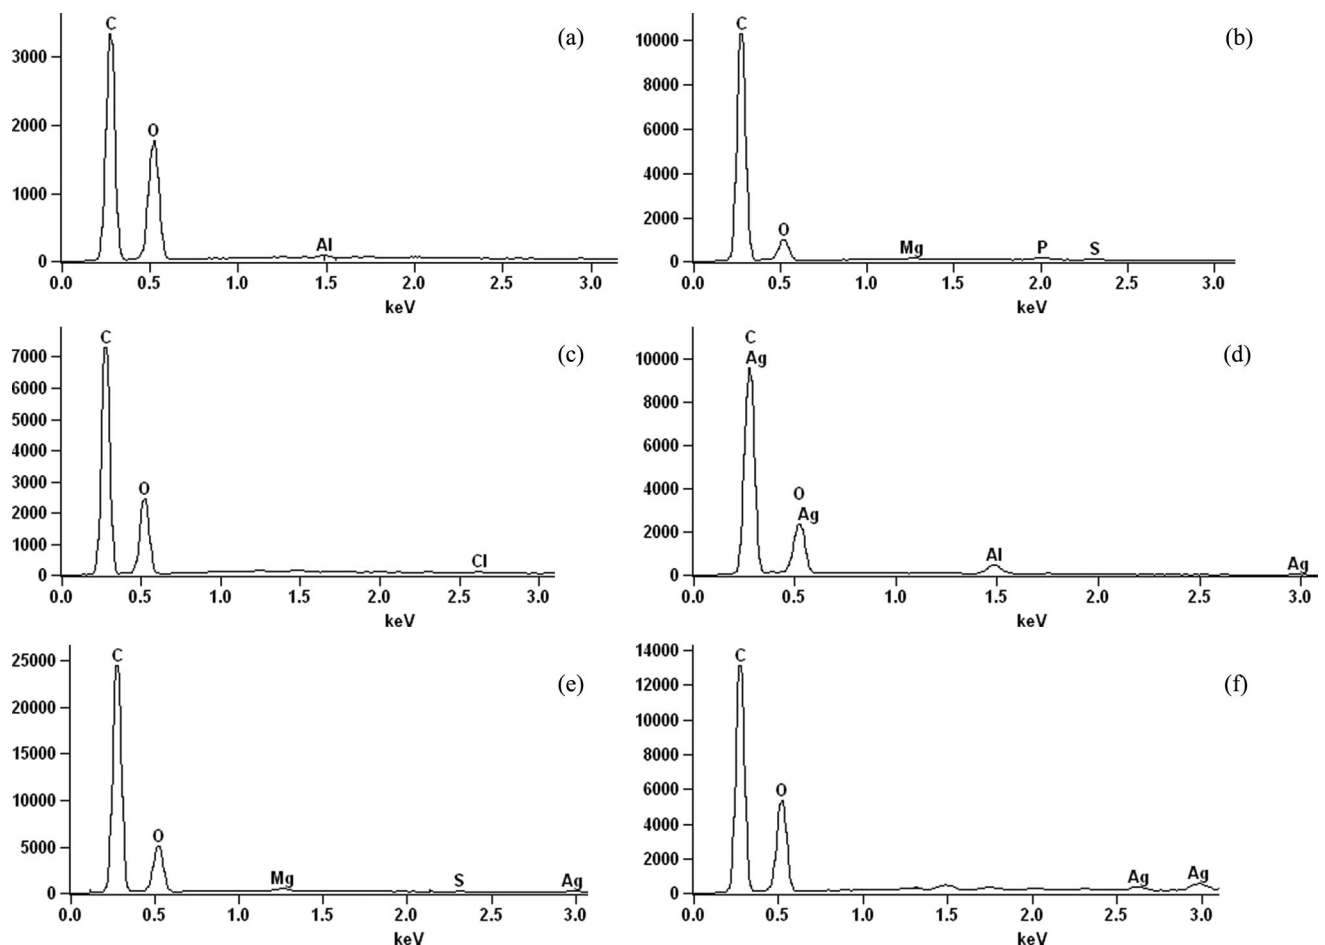 C
(a)
3000
O
2000
1000
Al
0
0.0 0.5 1.0 1.5 2.0 2.5 3.0
keV
C
(b)
10000
8000
6000
4000
2000
O
Mg P S
0
0.0 0.5 1.0 1.5 2.0 2.5 3.0
keV
C
(c)
7000
6000
5000
4000
3000
O
2000
1000
Cl
0
0.0 0.5 1.0 1.5 2.0 2.5 3.0
keV
C
Ag
(d)
10000
8000
6000
4000
O
Ag
2000
Al
Ag
0
0.0 0.5 1.0 1.5 2.0 2.5 3.0
keV
C
(e)
25000
20000
15000
10000
O
5000
Mg S Ag
0
0.0 0.5 1.0 1.5 2.0 2.5 3.0
keV
14000
C
(f)
12000
10000
8000
O
6000
4000
2000
Ag Ag
0
0.0 0.5 1.0 1.5 2.0 2.5 3.0
keV